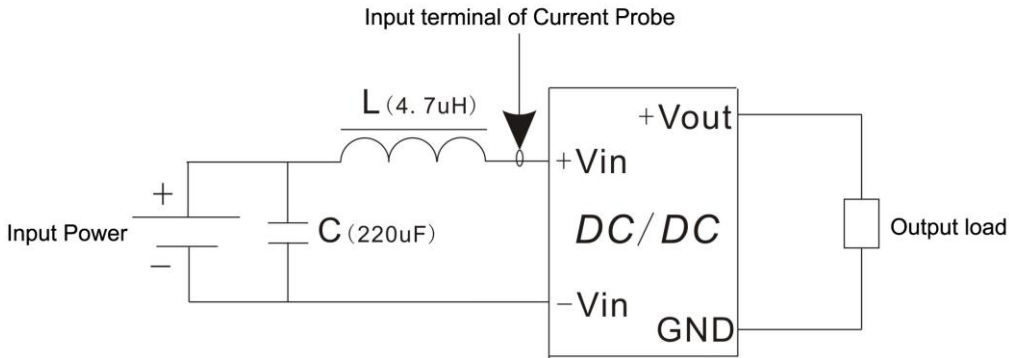 Input terminal of Current Probe
L (4. 7uH)
+Vout
+Vin
+
Input Power
C (220uF)
DC/DC
Output load
−
−Vin
GND